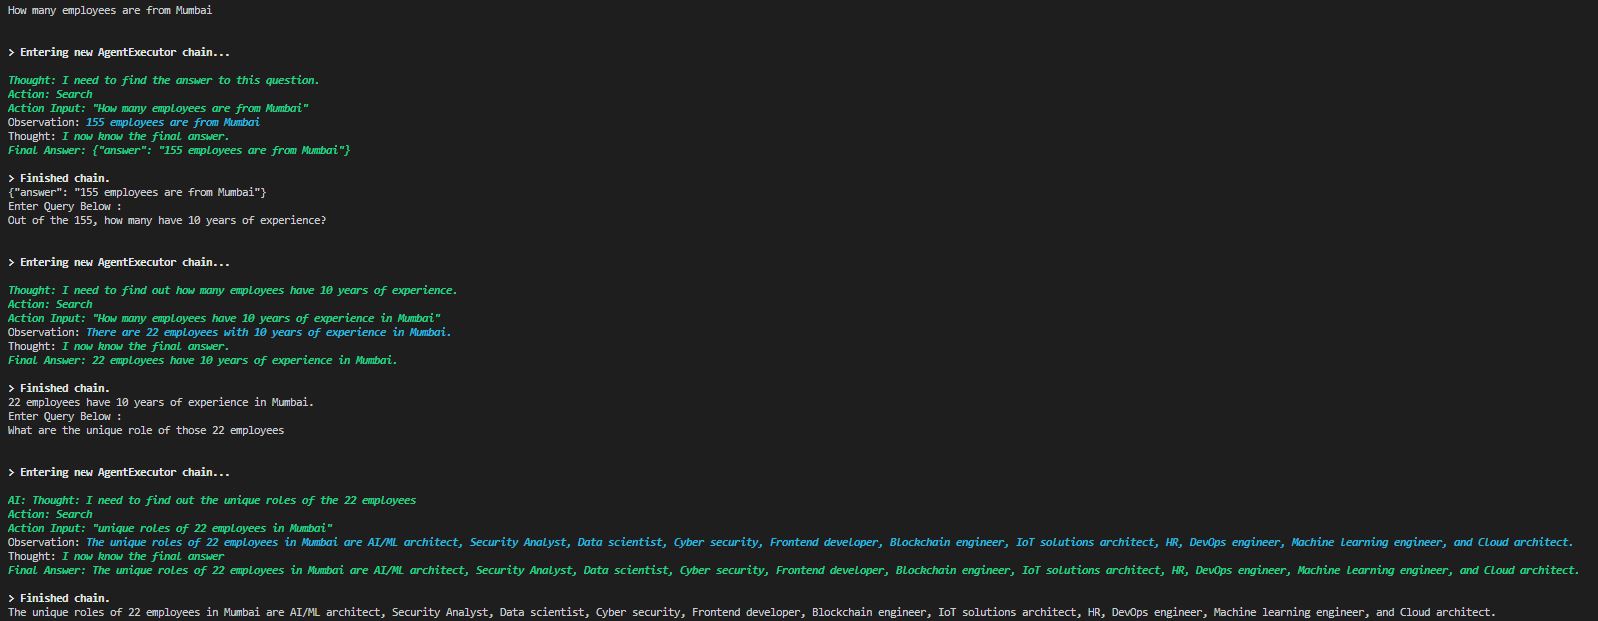 How many employees are from Mumbai
> Entering new AgentExecutor chain...
Thought: I need to find the answer to this question.
Action: Search
Action Input: "How many employees are from Mumbai"
Observation: 155 employees are from Mumbai
Thought: I now know the final answer.
Final Answer: {"answer": "155 employees are from Mumbai"}
> Finished chain.
{"answer": "155 employees are from Mumbai"}
Enter Query Below :
Out of the 155, how many have 10 years of experience?
> Entering new AgentExecutor chain...
Thought: I need to find out how many employees have 10 years of experience.
Action: Search
Action Input: "How many employees have 10 years of experience in Mumbai"
Observation: There are 22 employees with 10 years of experience in Mumbai.
Thought: I now know the final answer.
Final Answer: 22 employees have 10 years of experience in Mumbai.
> Finished chain.
22 employees have 10 years of experience in Mumbai.
Enter Query Below :
What are the unique role of those 22 employees
> Entering new AgentExecutor chain...
AI: Thought: I need to find out the unique roles of the 22 employees
Action: Search
Action Input: "unique roles of 22 employees in Mumbai"
Observation: The unique roles of 22 employees in Mumbai are AI/ML architect, Security Analyst, Data scientist, Cyber security, Frontend developer, Blockchain engineer, IoT solutions architect, HR, DevOps engineer, Machine learning engineer, and Cloud architect.
Thought: I now know the final answer
Final Answer: The unique roles of 22 employees in Mumbai are AI/ML architect, Security Analyst, Data scientist, Cyber security, Frontend developer, Blockchain engineer, IoT solutions architect, HR, DevOps engineer, Machine learning engineer, and Cloud architect.
> Finished chain.
The unique roles of 22 employees in Mumbai are AI/ML architect, Security Analyst, Data scientist, Cyber security, Frontend developer, Blockchain engineer, IoT solutions architect, HR, DevOps engineer, Machine learning engineer, and Cloud architect.